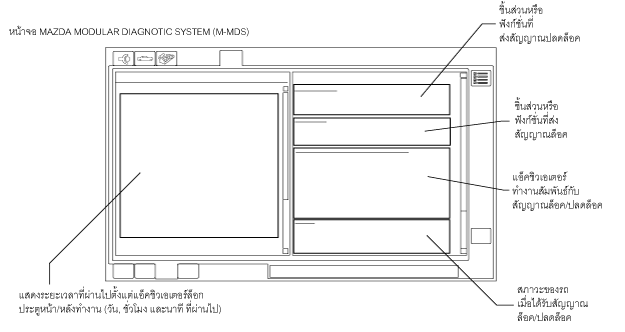 ชิ้นส่วนหรือ
ฟังก์ชั่นที่
ส่งสัญญาณปลดล็อค
หน้าจอ MAZDA MODULAR DIAGNOTIC SYSTEM (M-MDS)
ชิ้นส่วนหรือ
ฟังก์ชั่นที่ส่ง
สัญญาณล็อค
แอ็คชิวเอเตอร์
ทำงานสัมพันธ์กับ
สัญญาณล็อค/ปลดล็อค
แสดงระยะเวลาที่ผ่านไปตั้งแต่แอ็คชิวเอเตอร์ล็อก
ประตูหน้า/หลังทำงาน (วัน, ชั่วโมง และนาที ที่ผ่านไป)
สภาวะของรถ
เมื่อได้รับสัญญาณ
ล็อค/ปลดล็อค